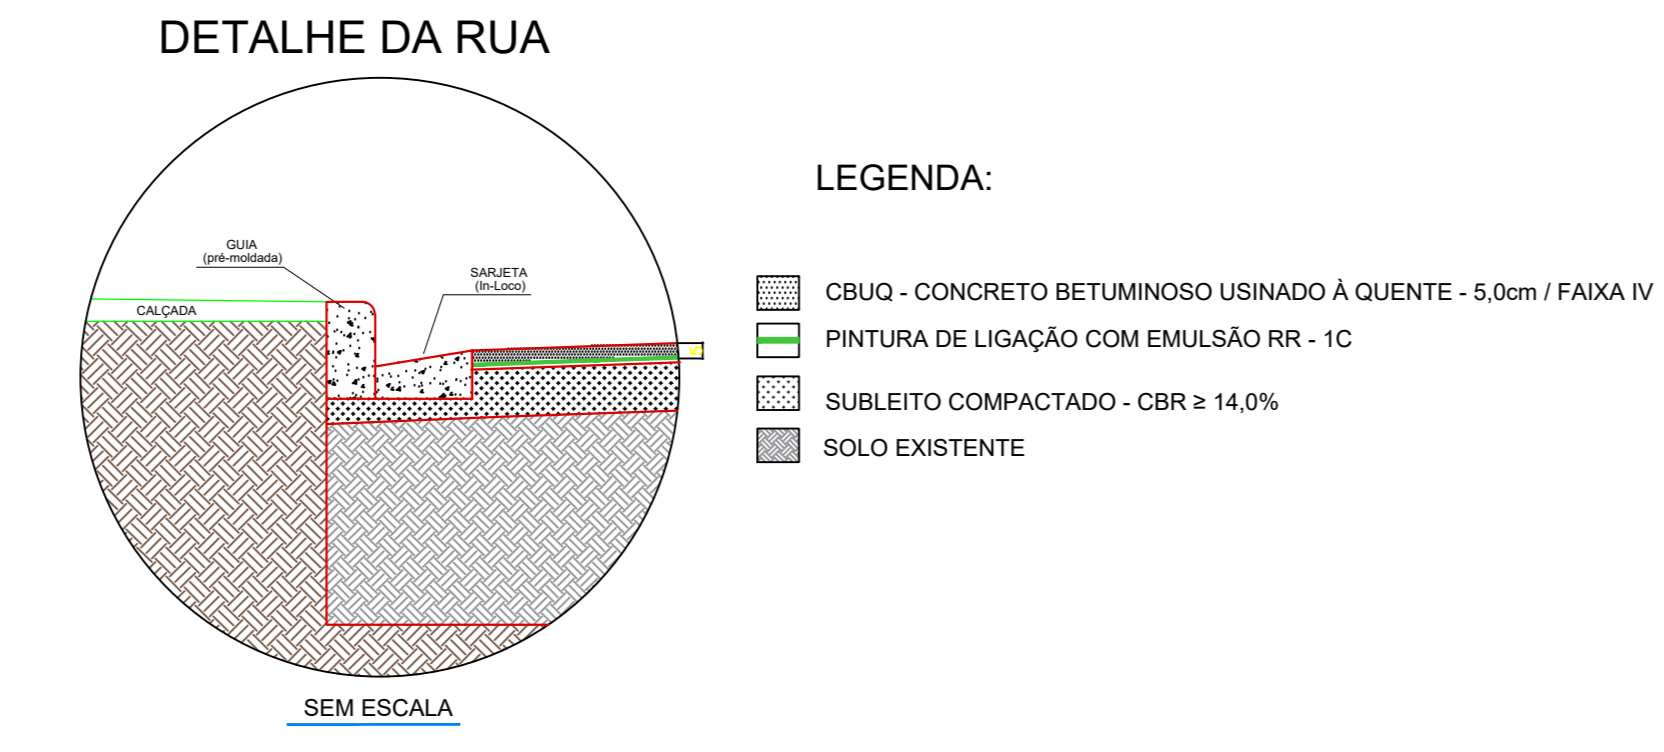 DETALHE DA RUA
LEGENDA:
GUIA
(pré-moldada)
SARJETA
(In-Loco)
CALÇADA
5
CBUQ - CONCRETO BETUMINOSO USINADO À QUENTE - 5,0cm / FAIXA IV
PINTURA DE LIGAÇÃO COM EMULSÃO RR - 1C
SUBLEITO COMPACTADO - CBR ≥ 14,0%
SOLO EXISTENTE
SEM ESCALA